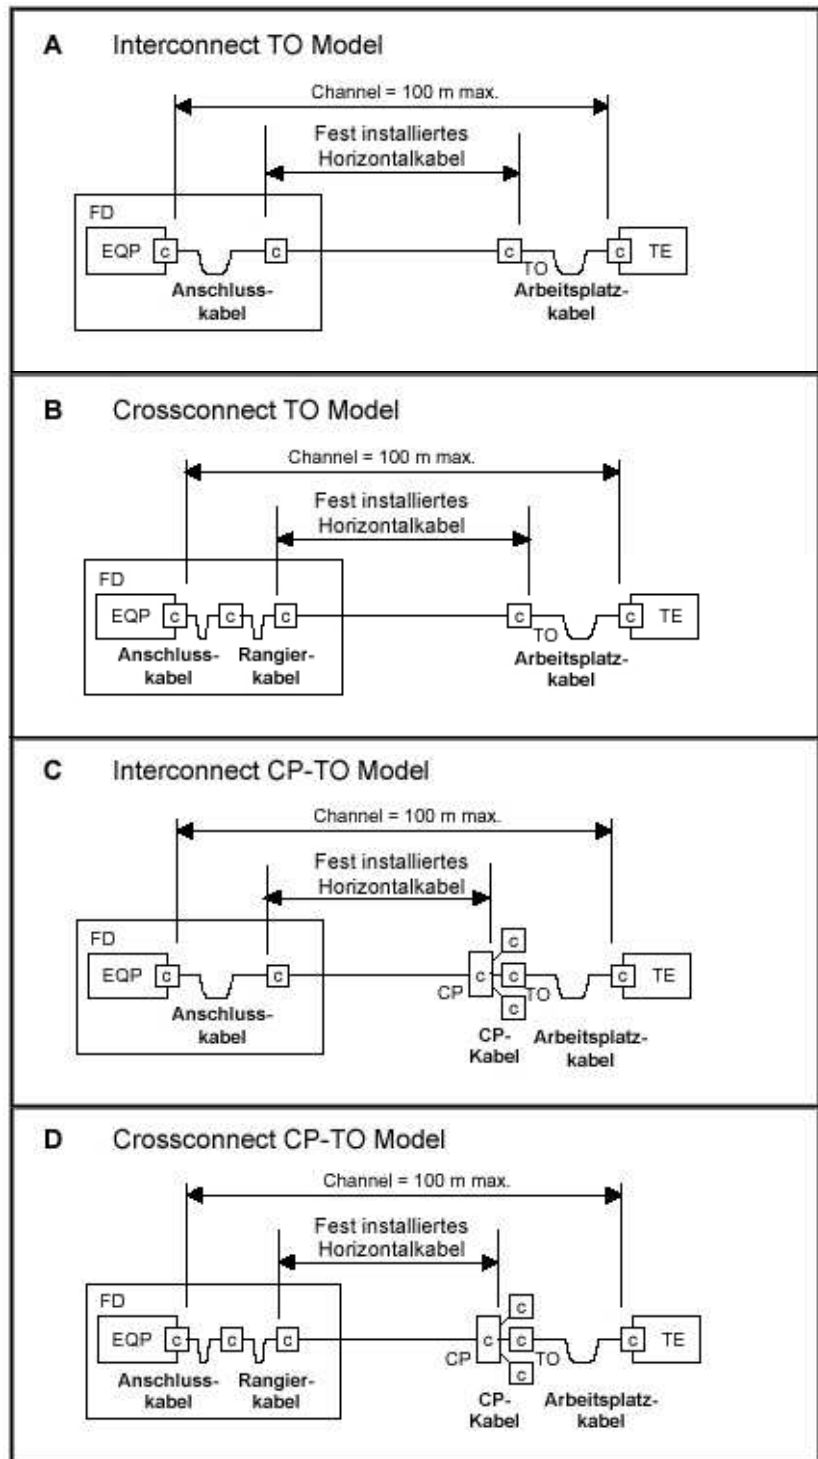 A Interconnect TO Model
Channel = 100 m max.
Fest installiertes
Horizontalkabel
FD
EQP C C C C TE
TO
Anschluss-
kabel
Arbeitsplatz-
kabel
B Crossconnect TO Model
Channel = 100 m max.
Fest installiertes
Horizontalkabel
FD
EQP C C C C C TE
TO
Anschluss-
kabel
Rangier-
kabel
Arbeitsplatz-
kabel
C Interconnect CP-TO Model
Channel = 100 m max.
Fest installiertes
Horizontalkabel
FD
C
EQP C C C C C TE
CP TO
C
Anschluss-
kabel
CP-
Kabel
Arbeitsplatz-
kabel
D Crossconnect CP-TO Model
Channel = 100 m max.
Fest installiertes
Horizontalkabel
FD
C
EQP C C C C C C TE
CP TO
C
Anschluss-
kabel
Rangier-
kabel
CP-
Kabel
Arbeitsplatz-
kabel